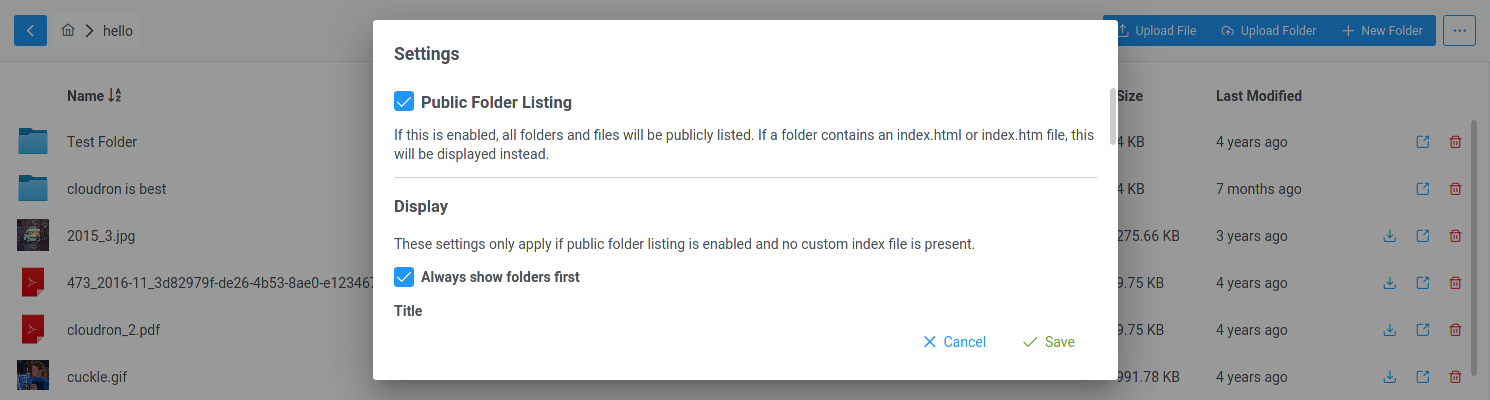 hello
Upload File Upload Folder New Folder ...
Settings
Name Size Last Modified
Public Folder Listing
If this is enabled, all folders and files will be publicly listed. If a folder contains an index.html or index.htm file, this
will be displayed instead.
Test Folder 4 KB 4 years ago
cloudron is best 4 KB 7 months ago
Display
2015_3.jpg 275.66 KB 3 years ago
These settings only apply if public folder listing is enabled and no custom index file is present.
473_2016-11_3d82979f-de26-4b53-8ae0-e123467 9.75 KB 4 years ago
Always show folders first
Title
cloudron_2.pdf 9.75 KB 4 years ago
Cancel Save
cuckle.gif 991.78 KB 4 years ago